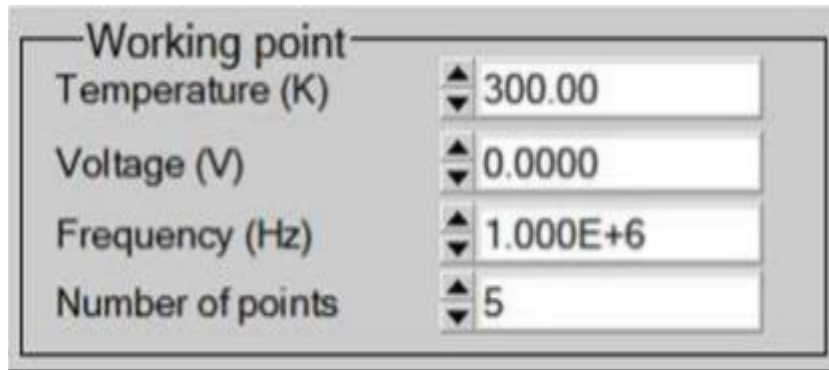 Working point
Temperature (K) 300.00
Voltage (V) 0.0000
Frequency (Hz) 1.000E+6
Number of points 5